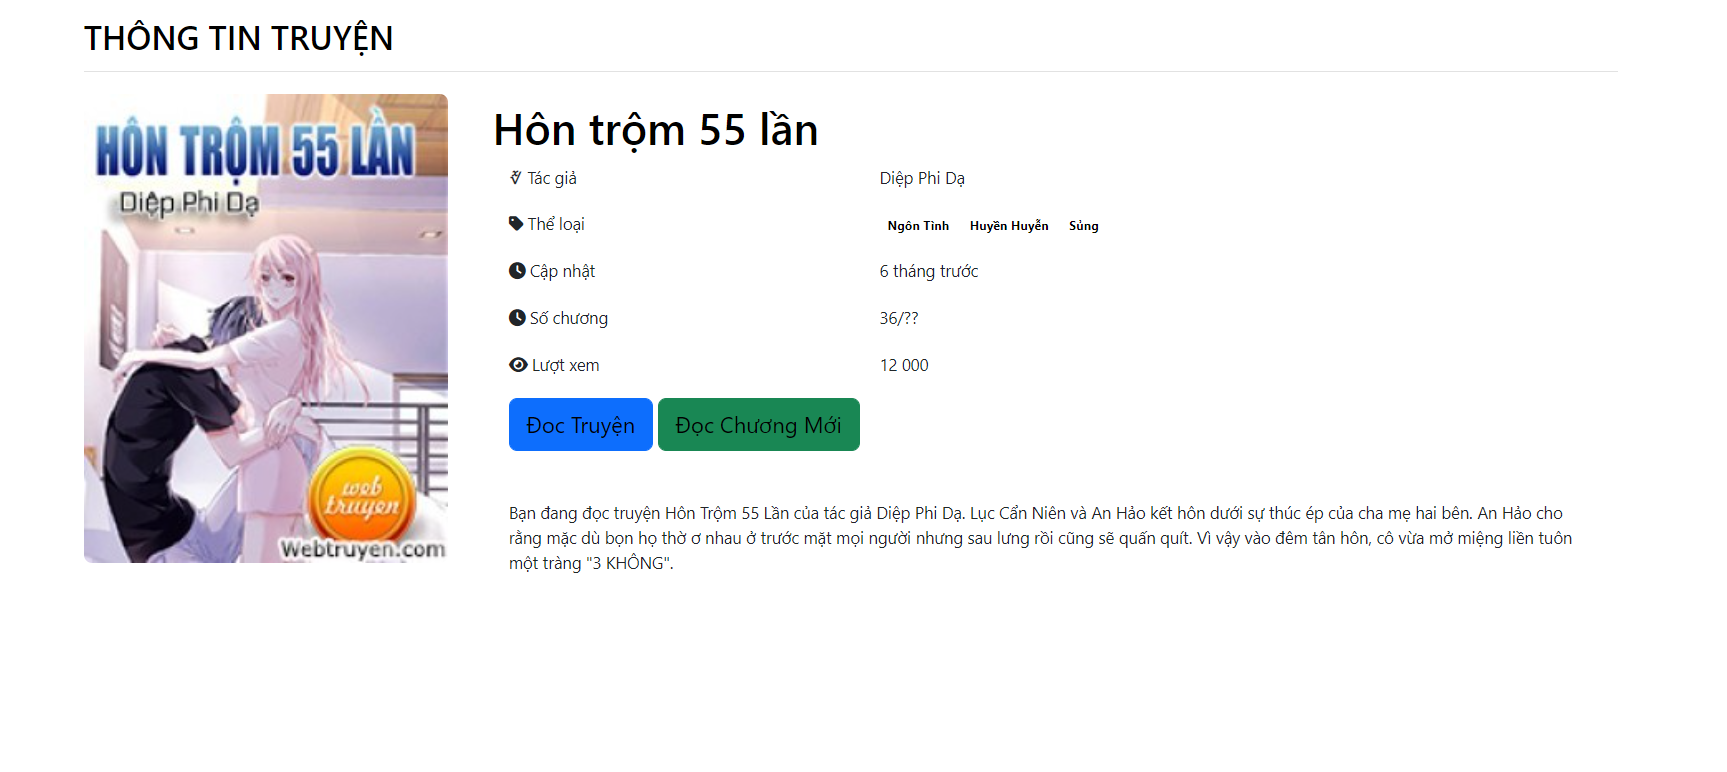 THÔNG TIN TRUYỆN
HÔN TRỘM 55 LẦN
Diệp Phi Dạ
web
truyen
Webtruyen.com
Hôn trộm 55 lần
Tác giả Diệp Phi Dạ
Thể loại Ngôn Tình Huyền Huyễn Sủng
Cập nhật 6 tháng trước
Số chương 36/??
Lượt xem 12 000
Đoc Truyện Đọc Chương Mới
Bạn đang đọc truyện Hôn Trộm 55 Lần của tác giả Diệp Phi Dạ. Lục Cẩn Niên và An Hảo kết hôn dưới sự thúc ép của cha mẹ hai bên. An Hảo cho
rằng mặc dù bọn họ thờ ơ nhau ở trước mặt mọi người nhưng sau lưng rồi cũng sẽ quấn quít. Vì vậy vào đêm tân hôn, cô vừa mở miệng liền tuôn
một tràng "3 KHÔNG".